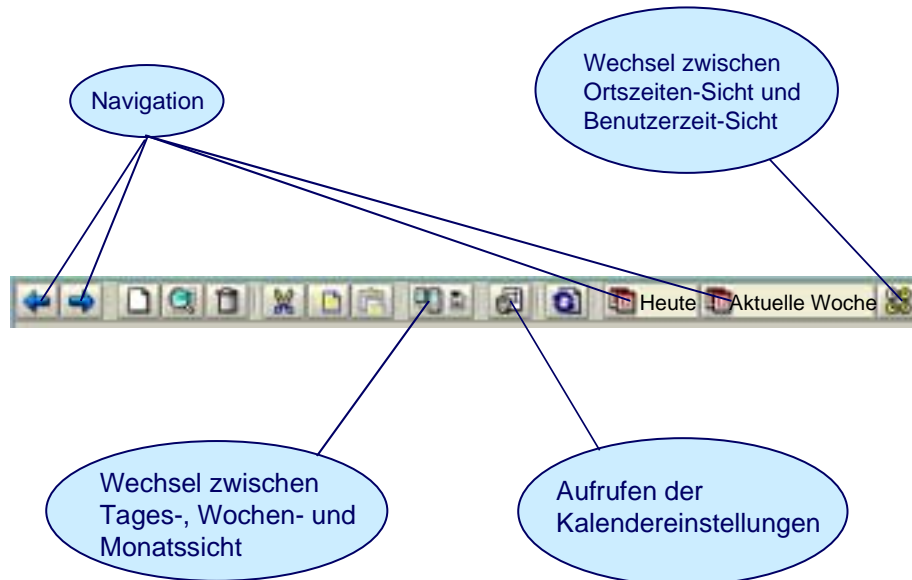 Wechsel zwischen
Ortszeiten-Sicht und
Benutzerzeit-Sicht
Navigation
Heute
Aktuelle Woche
Wechsel zwischen
Tages-, Wochen- und
Monatssicht
Aufrufen der
Kalendereinstellungen